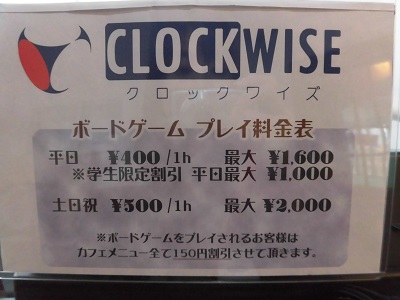 CLOCKWISE
クロックワイズ
ボードゲーム プレイ料金表
平日 ¥400/1h 最大 ¥1,600
※学生限定割引 平日最大¥1,000
土日祝 ¥500/1h 最大 ¥2,000
※ボードゲームをプレイされるお客様は
カフェメニュー全て150円割引させて頂きます。